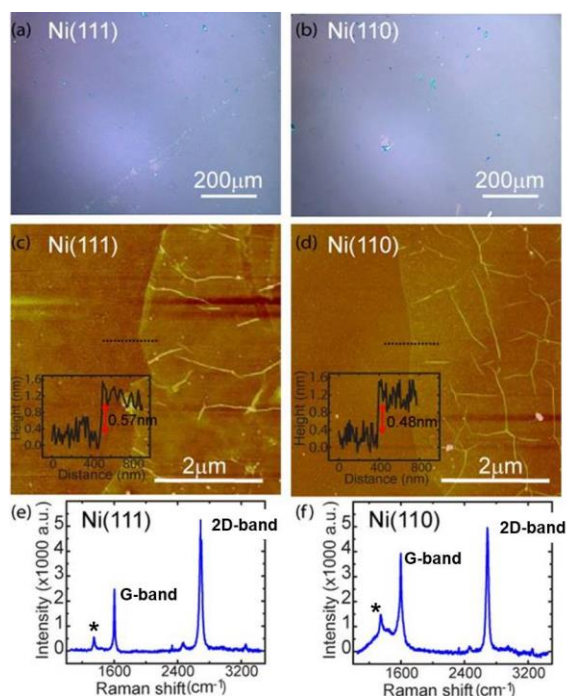 (a) Ni(111)
200μm
(b) Ni(110)
200μm
(c) Ni(111)
Height (nm)
1.6
1.2
0.8
0.4
0.0
0.57nm
0 400 800
Distance (nm)
2μm
(d) Ni(110)
Height (nm)
1.6
1.2
0.8
0.4
0.0
0.48nm
0 400 800
Distance (nm)
2μm
(e) Ni(111)
2D-band
G-band
*
Intensity (x1000 a.u.)
5
4
3
2
1
0
1600 2400 3200
Raman shift(cm⁻¹)
(f) Ni(110)
2D-band
G-band
*
Intensity (x1000 a.u.)
5
4
3
2
1
0
1600 2400 3200
Raman shift (cm⁻¹)